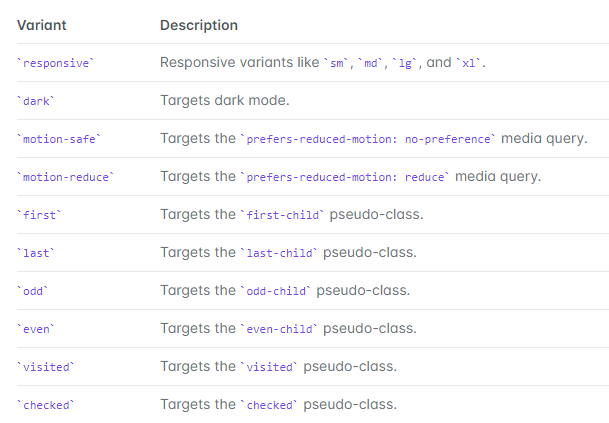 Variant Description
`responsive` Responsive variants like `sm`, `md`, `lg`, and `xl`.
`dark` Targets dark mode.
`motion-safe` Targets the `prefers-reduced-motion: no-preference` media query.
`motion-reduce` Targets the `prefers-reduced-motion: reduce` media query.
`first` Targets the `first-child` pseudo-class.
`last` Targets the `last-child` pseudo-class.
`odd` Targets the `odd-child` pseudo-class.
`even` Targets the `even-child` pseudo-class.
`visited` Targets the `visited` pseudo-class.
`checked` Targets the `checked` pseudo-class.